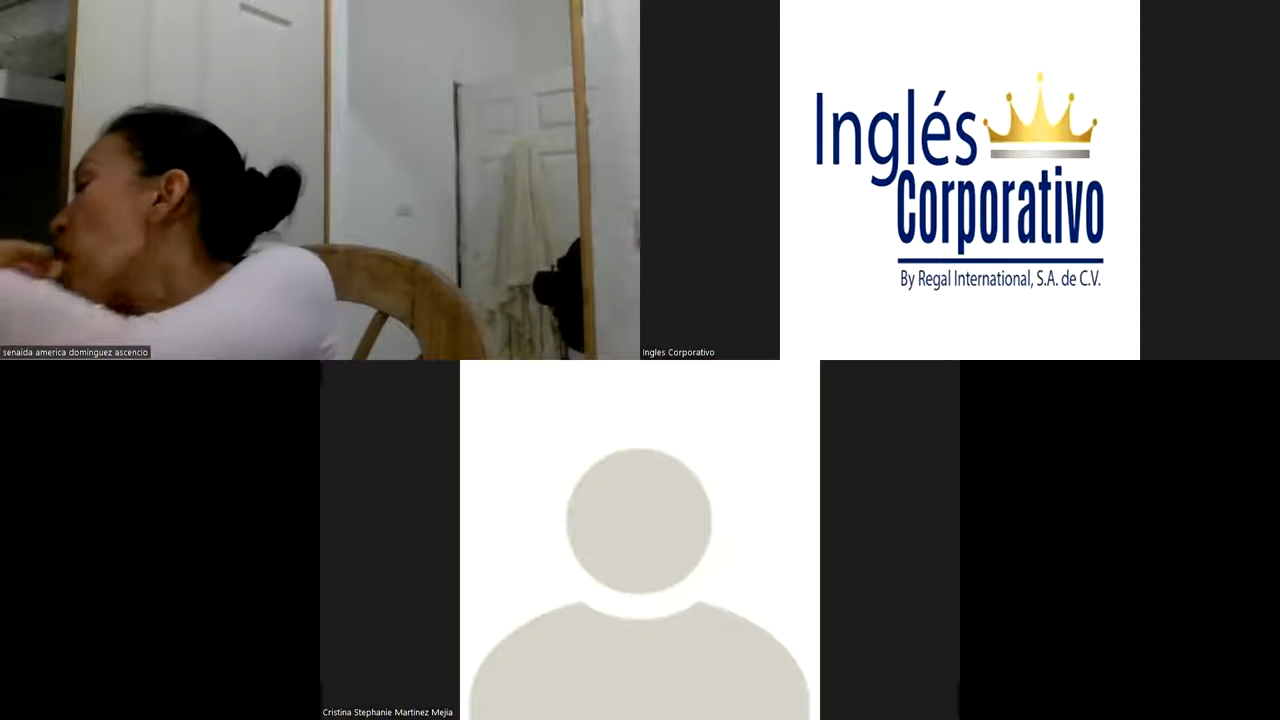 Inglés
Corporativo
By Regal International, S.A. de C.V.
senaida america dominguez ascencio
Ingles Corporativo
Cristina Stephanie Martinez Mejia